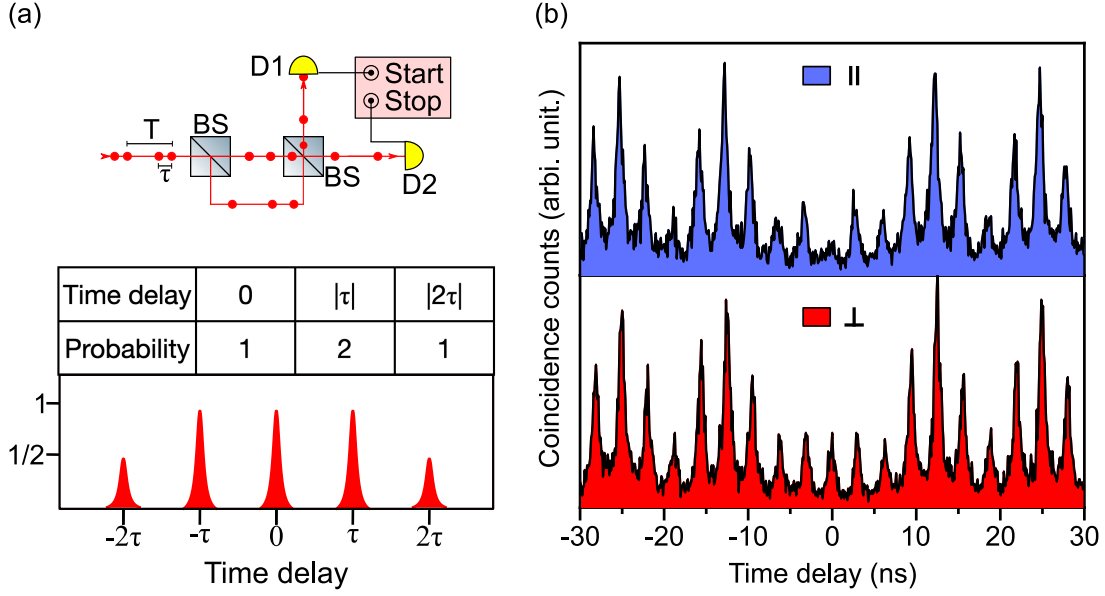 (a)
D1
Start
Stop
T
BS
τ
BS
D2
Time delay 0 |τ| |2τ|
Probability 1 2 1
1
1/2
-2τ -τ 0 τ 2τ
Time delay
(b)
||
⊥
Coincidence counts (arbi. unit.)
-30 -20 -10 0 10 20 30
Time delay (ns)